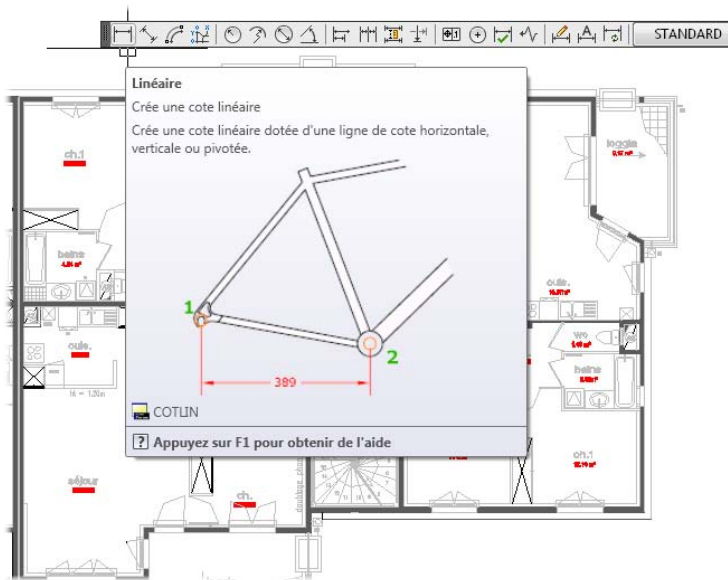 STANDARD
Linéaire
Crée une cote linéaire
Crée une cote linéaire dotée d'une ligne de cote horizontale,
verticale ou pivotée.
1
2
389
COTLIN
? Appuyez sur F1 pour obtenir de l'aide
ch.1
bains
cuis.
séjour
ch.
loggia
cuis.
wc
bains
ch.1